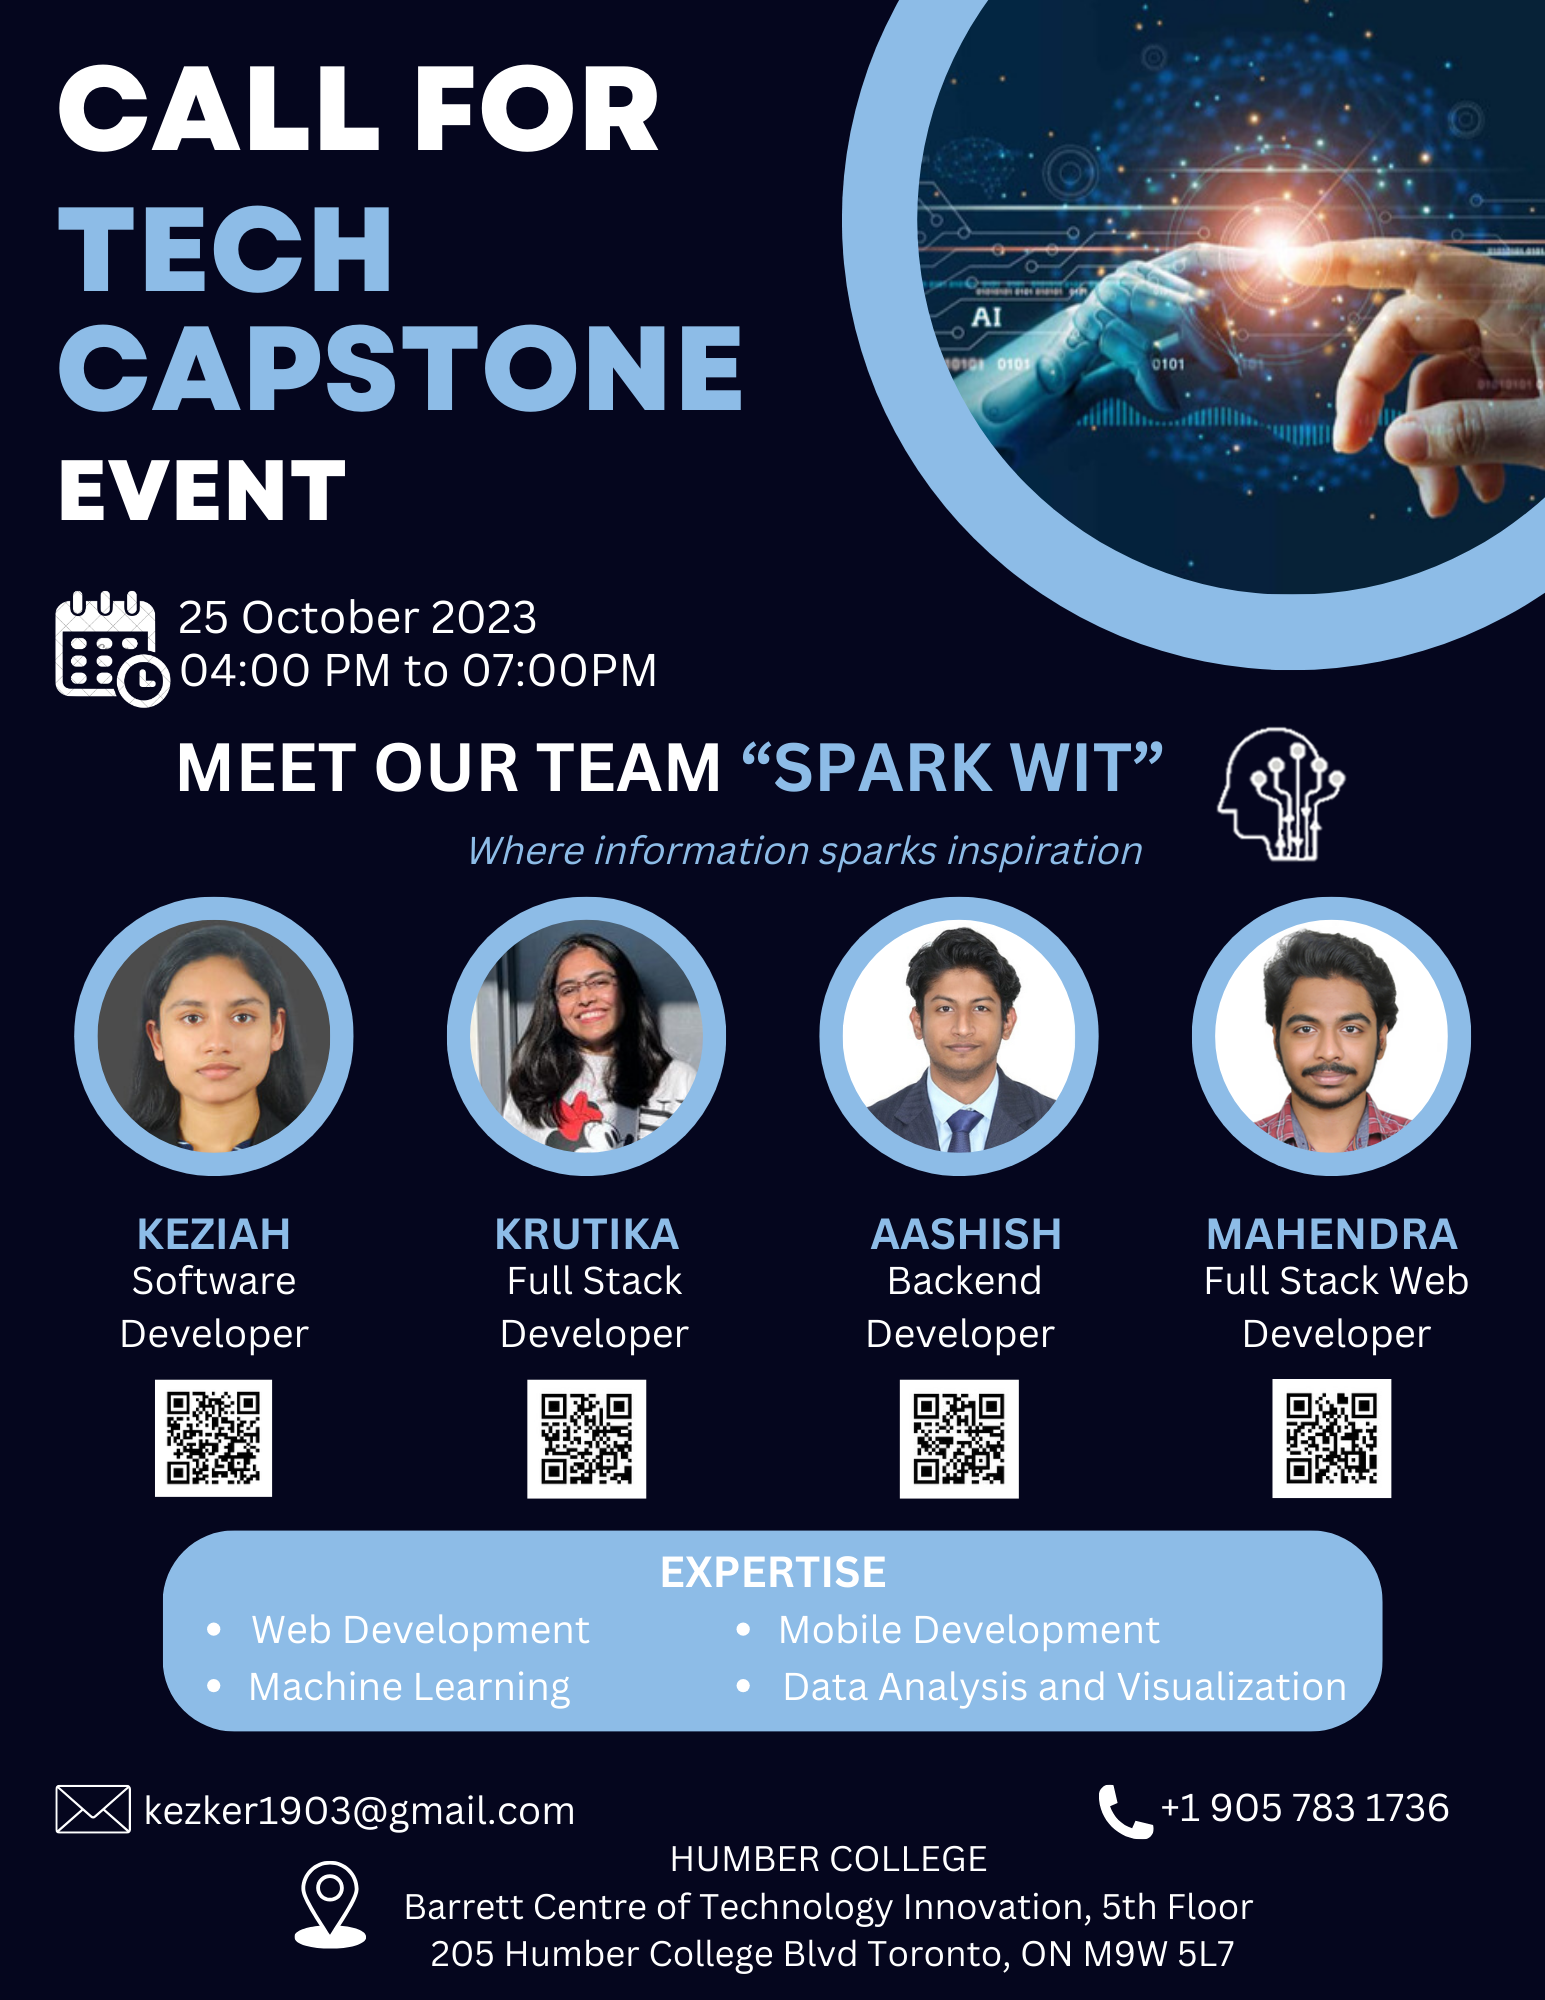 CALL FOR
TECH
CAPSTONE
EVENT
AI
0101
0101
25 October 2023
04:00 PM to 07:00PM
MEET OUR TEAM “SPARK WIT”
Where information sparks inspiration
KEZIAH
Software
Developer
KRUTIKA
Full Stack
Developer
AASHISH
Backend
Developer
MAHENDRA
Full Stack Web
Developer
EXPERTISE
• Web Development
• Mobile Development
• Machine Learning
• Data Analysis and Visualization
kezker1903@gmail.com
+1 905 783 1736
HUMBER COLLEGE
Barrett Centre of Technology Innovation, 5th Floor
205 Humber College Blvd Toronto, ON M9W 5L7